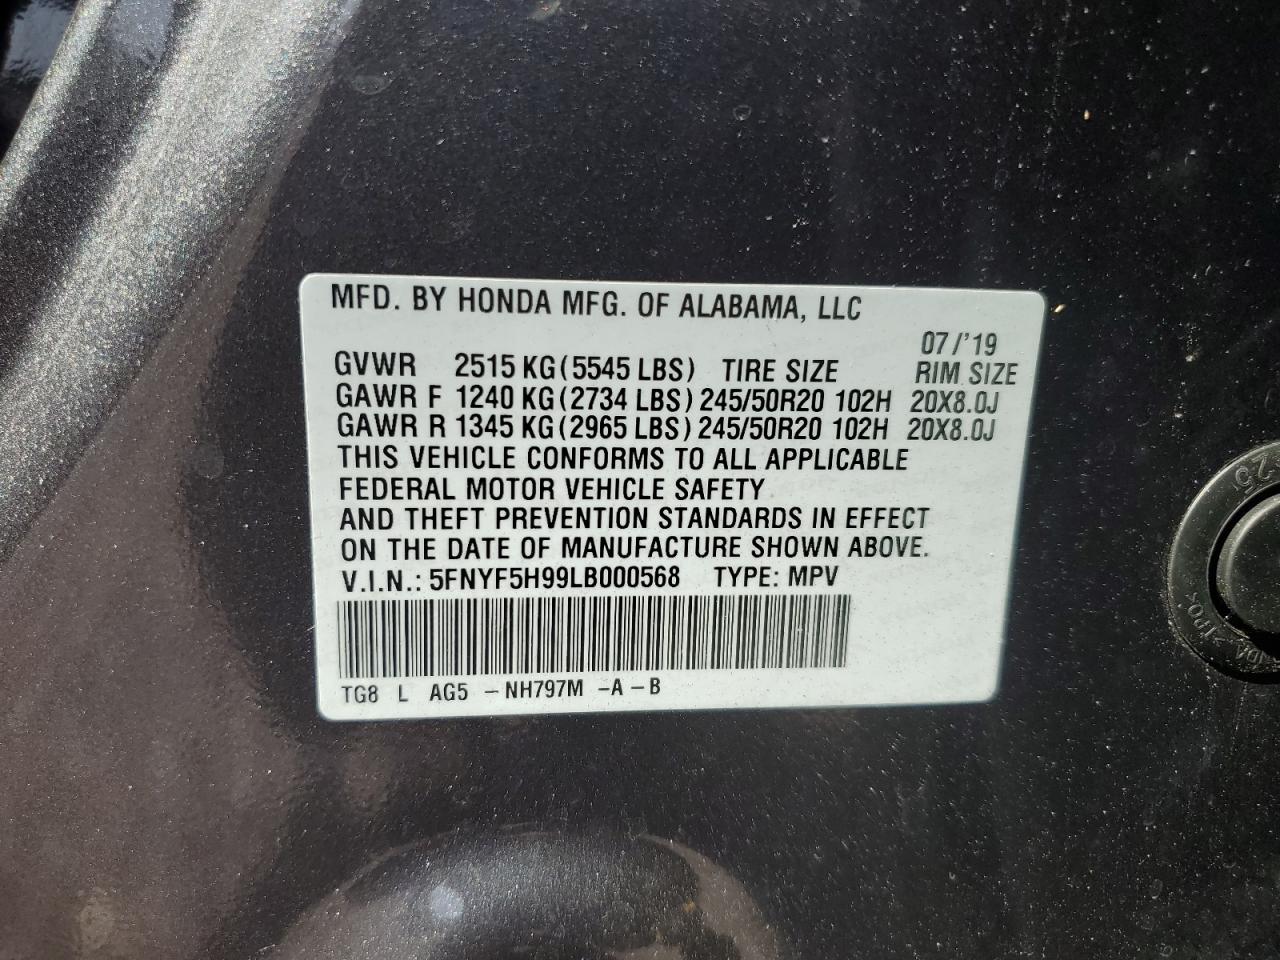 MFD. BY HONDA MFG. OF ALABAMA, LLC
07/'19
GVWR 2515 KG (5545 LBS) TIRE SIZE RIM SIZE
GAWR F 1240 KG (2734 LBS) 245/50R20 102H 20X8.0J
GAWR R 1345 KG (2965 LBS) 245/50R20 102H 20X8.0J
THIS VEHICLE CONFORMS TO ALL APPLICABLE
FEDERAL MOTOR VEHICLE SAFETY
AND THEFT PREVENTION STANDARDS IN EFFECT
ON THE DATE OF MANUFACTURE SHOWN ABOVE.
V.I.N.: 5FNYF5H99LB000568 TYPE: MPV
TG8 L AG5 -NH797M -A -B